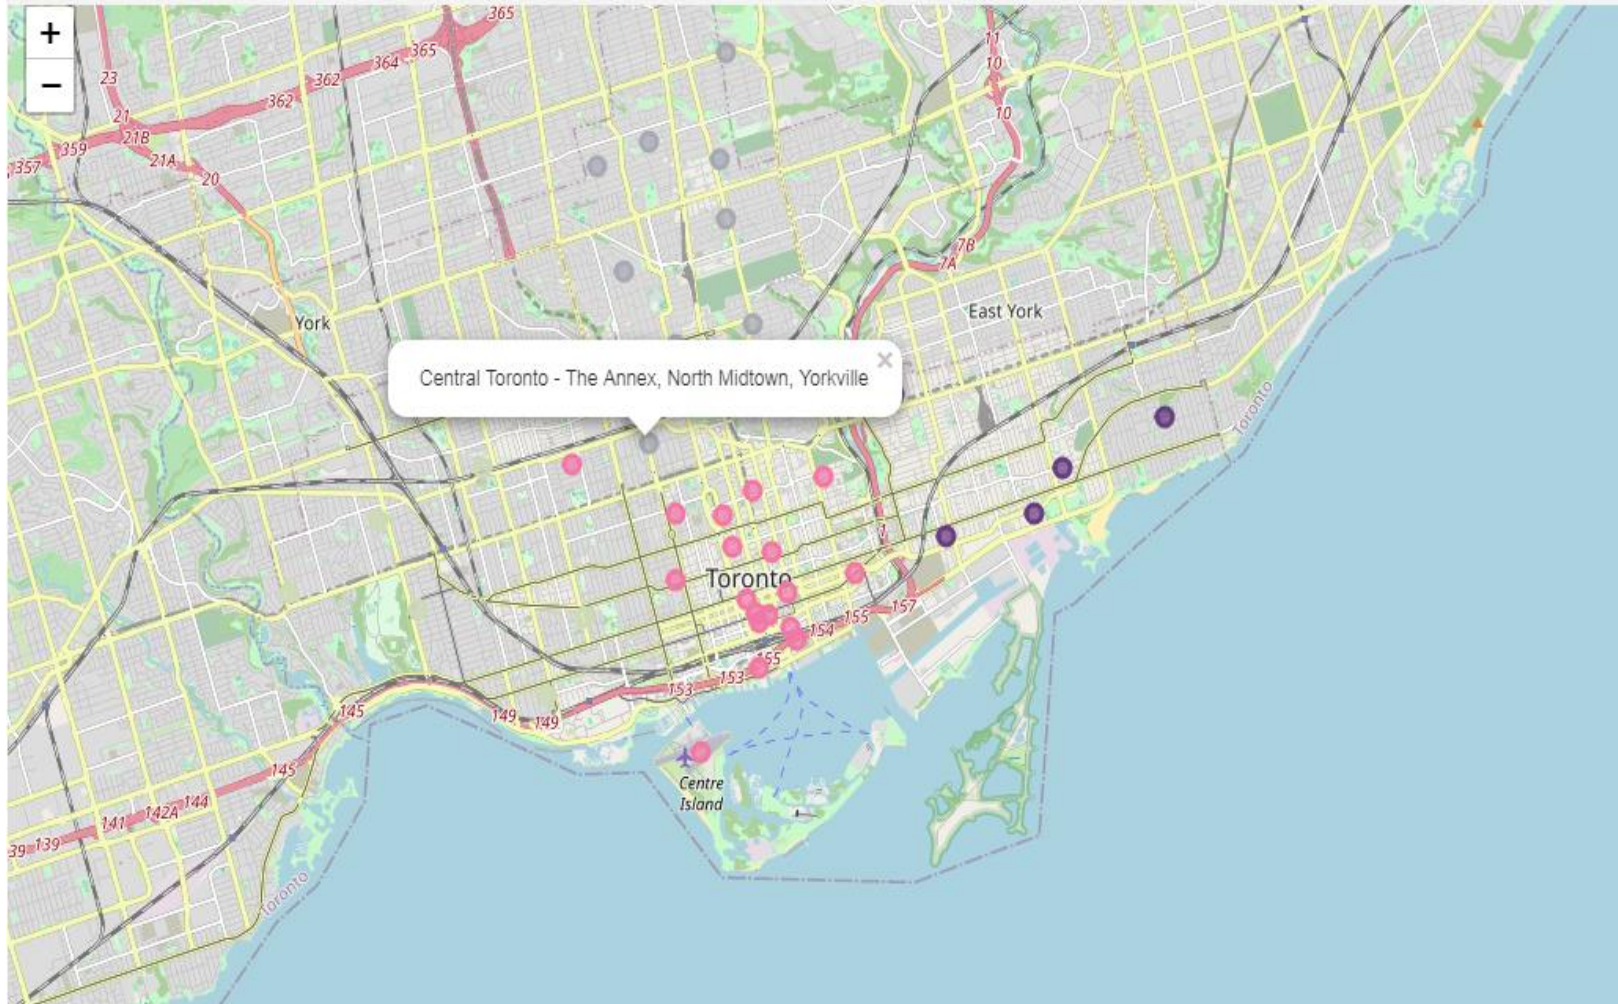 +
−
365
365
364
362
362
23
21
21B
21A
20
359
357
11
10
10
7B
7A
York
East York
Central Toronto - The Annex, North Midtown, Yorkville
×
Toronto
1
Toronto
157
155
154
155
153
153
149
149
145
145
144
142A
141
139
39
Centre
Island
Toronto